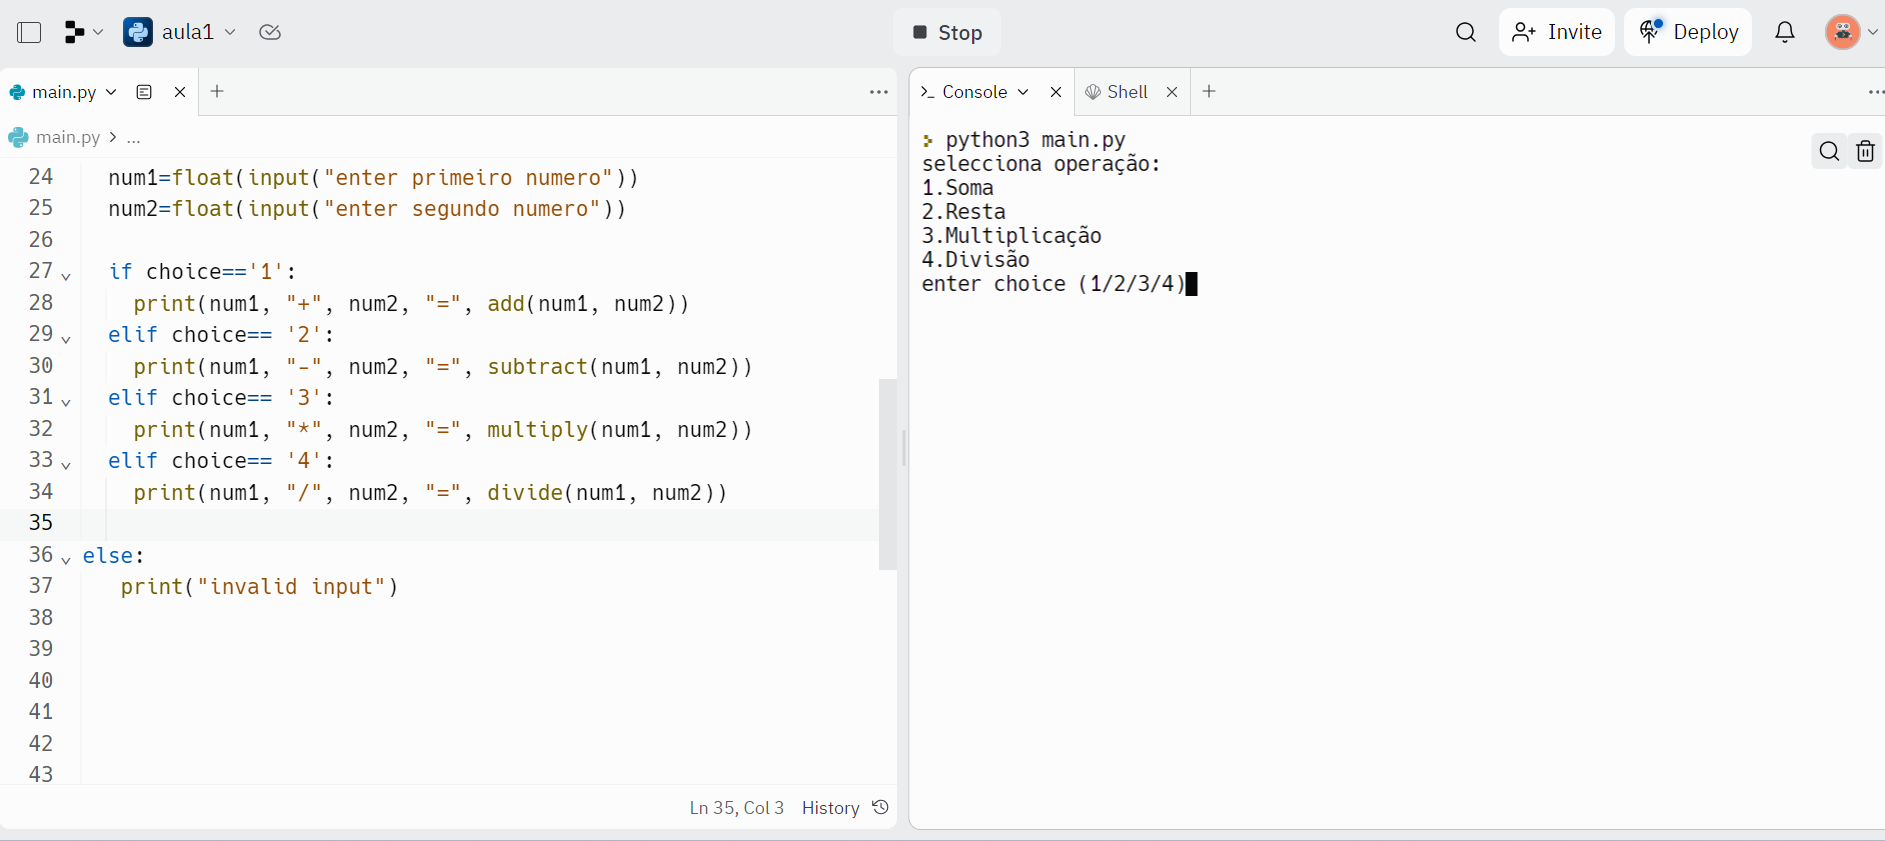 aula1
Stop
Invite
Deploy
main.py
Console
Shell
main.py > ...
24 num1=float(input("enter primeiro numero"))
25 num2=float(input("enter segundo numero"))
26
27 if choice=='1':
28 print(num1, "+", num2, "=", add(num1, num2))
29 elif choice== '2':
30 print(num1, "-", num2, "=", subtract(num1, num2))
31 elif choice== '3':
32 print(num1, "*", num2, "=", multiply(num1, num2))
33 elif choice== '4':
34 print(num1, "/", num2, "=", divide(num1, num2))
35
36 else:
37 print("invalid input")
38
39
40
41
42
43
Ln 35, Col 3 History
python3 main.py
selecciona operação:
1.Soma
2.Resta
3.Multiplicação
4.Divisão
enter choice (1/2/3/4)